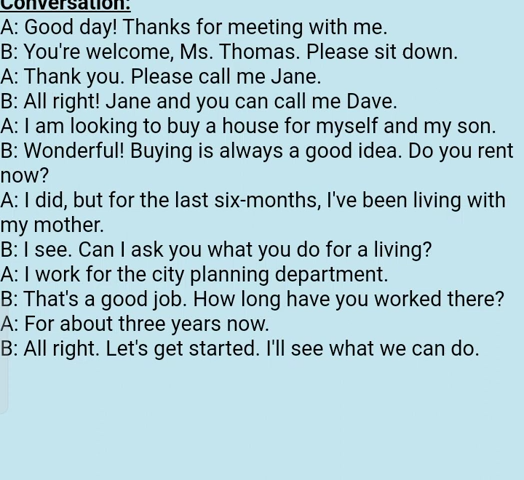 Conversation:
A: Good day! Thanks for meeting with me.
B: You're welcome, Ms. Thomas. Please sit down.
A: Thank you. Please call me Jane.
B: All right! Jane and you can call me Dave.
A: I am looking to buy a house for myself and my son.
B: Wonderful! Buying is always a good idea. Do you rent
now?
A: I did, but for the last six-months, I've been living with
my mother.
B: I see. Can I ask you what you do for a living?
A: I work for the city planning department.
B: That's a good job. How long have you worked there?
A: For about three years now.
B: All right. Let's get started. I'll see what we can do.